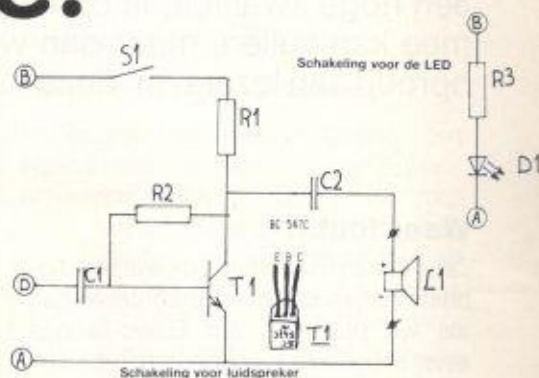 e.
B
S1
Schakeling voor de LED
B
R1
R3
R2
C2
D1
BC 547C
A
E B C
D
C1
T1
L1
T1
A
Schakeling voor luidspreker